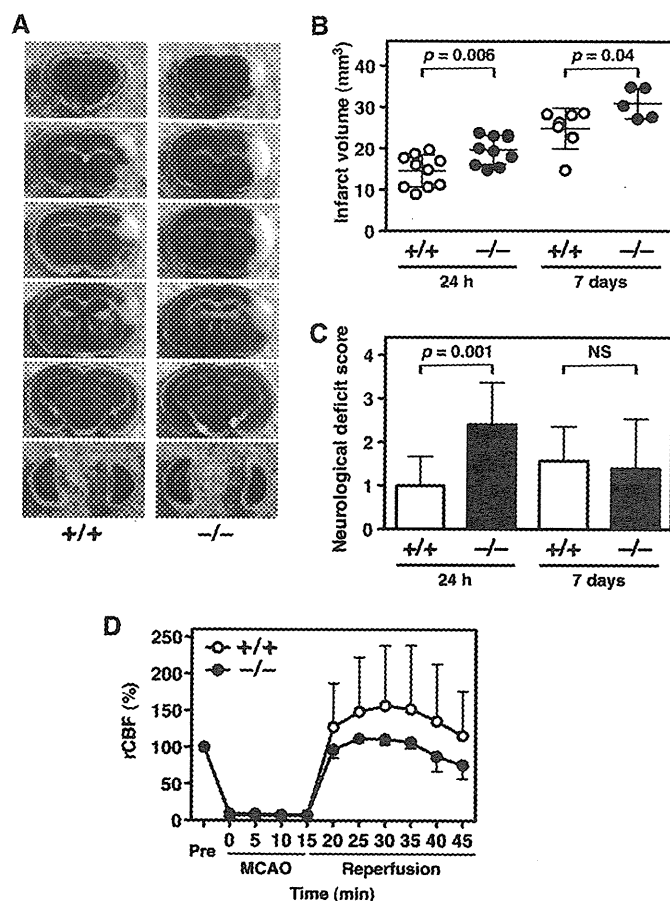 A
+/+ −/−
B
Infarct volume (mm³)
40
30
20
10
0
p = 0.006
p = 0.04
+/+ −/− +/+ −/−
24 h 7 days
C
Neurological deficit score
4
3
2
1
0
p = 0.001
NS
+/+ −/− +/+ −/−
24 h 7 days
D
rCBF (%)
250
200
150
100
50
0
+/+
−/−
Pre 0 5 10 15 20 25 30 35 40 45
MCAO Reperfusion
Time (min)